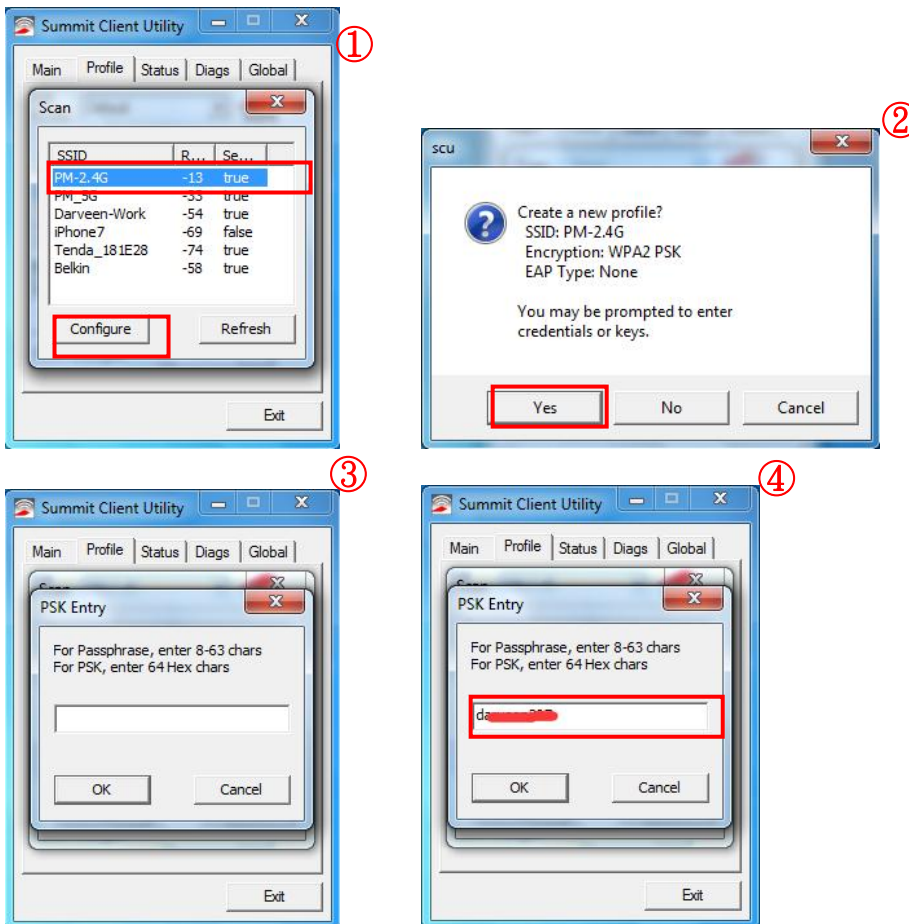 ①
Summit Client Utility
Main Profile Status Diags Global
Scan
SSID R... Se...
PM-2.4G -13 true
PM_5G -33 true
Darveen-Work -54 true
iPhone7 -69 false
Tenda_181E28 -74 true
Belkin -58 true
Configure Refresh
Exit
②
scu
Create a new profile?
SSID: PM-2.4G
Encryption: WPA2 PSK
EAP Type: None
You may be prompted to enter
credentials or keys.
Yes No Cancel
③
Summit Client Utility
Main Profile Status Diags Global
PSK Entry
For Passphrase, enter 8-63 chars
For PSK, enter 64 Hex chars
OK Cancel
Exit
④
Summit Client Utility
Main Profile Status Diags Global
PSK Entry
For Passphrase, enter 8-63 chars
For PSK, enter 64 Hex chars
OK Cancel
Exit